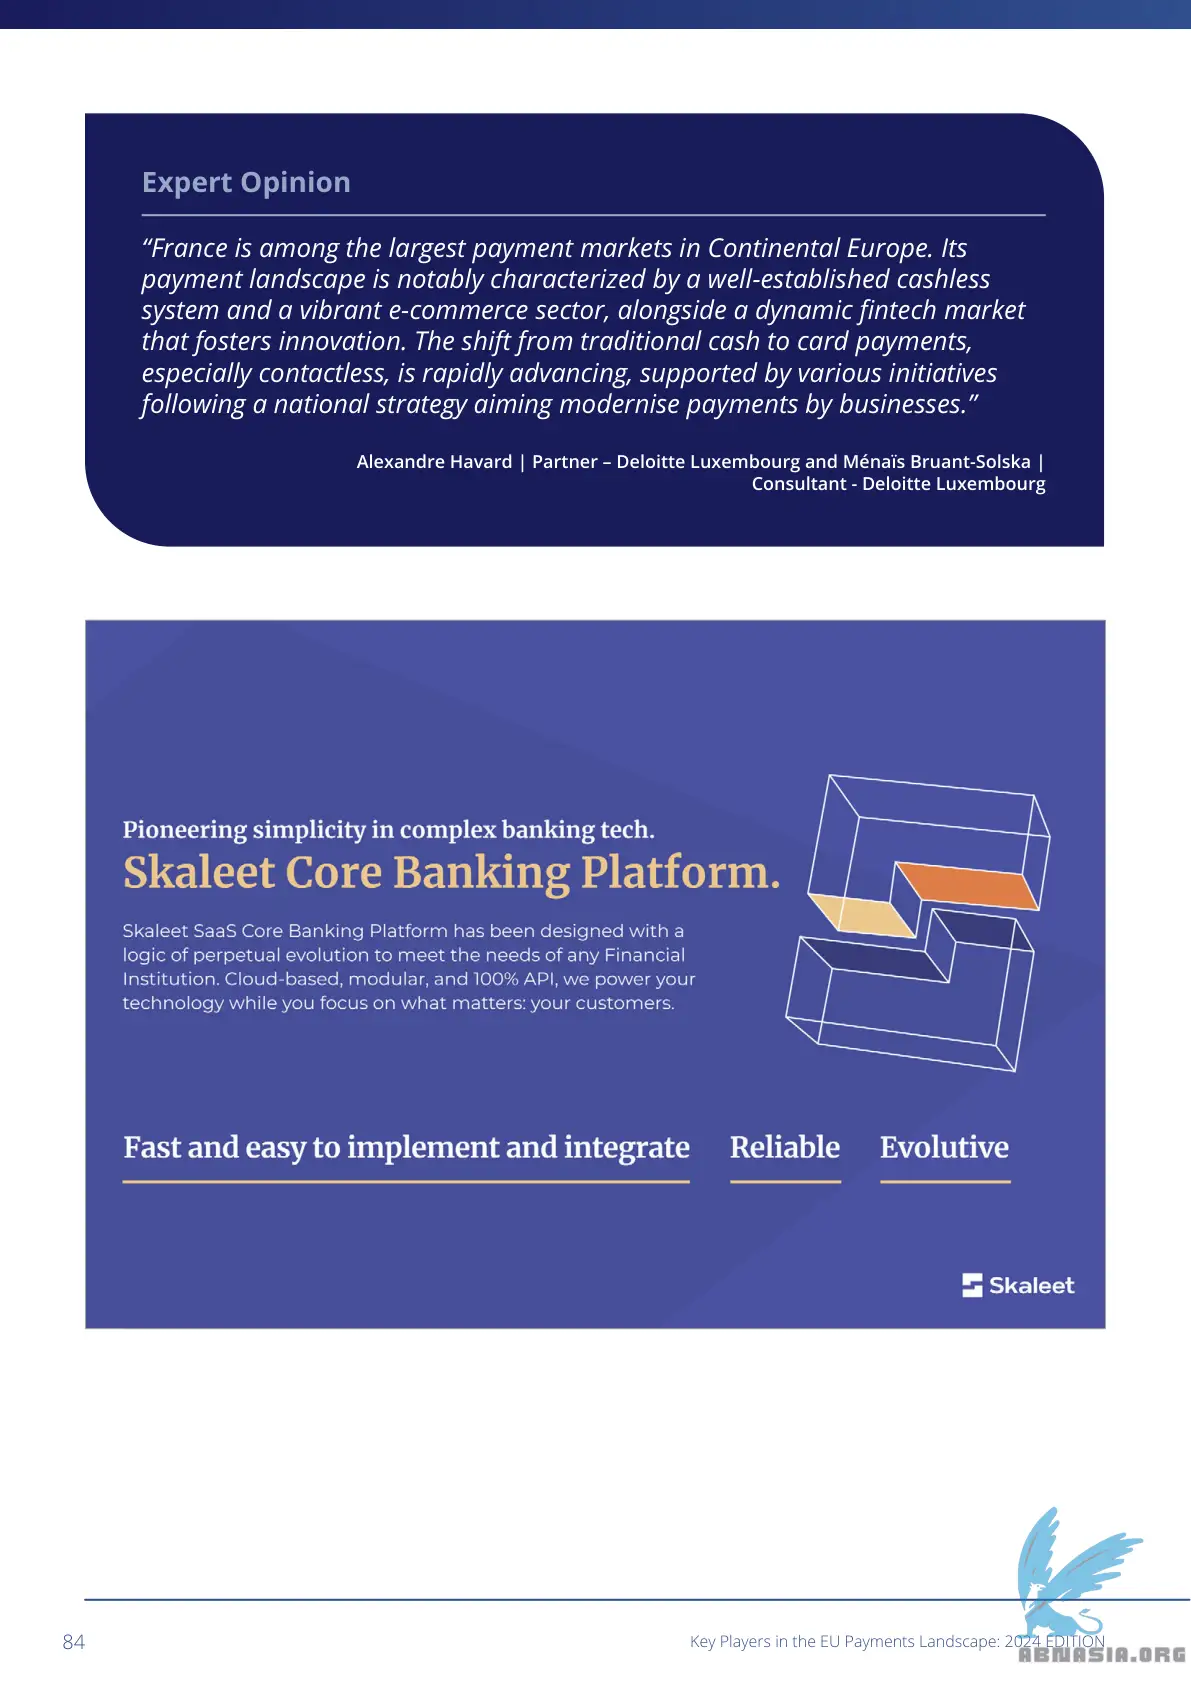 Expert Opinion
“France is among the largest payment markets in Continental Europe. Its
payment landscape is notably characterized by a well-established cashless
system and a vibrant e-commerce sector, alongside a dynamic fintech market
that fosters innovation. The shift from traditional cash to card payments,
especially contactless, is rapidly advancing, supported by various initiatives
following a national strategy aiming modernise payments by businesses.”
Alexandre Havard | Partner – Deloitte Luxembourg and Ménaïs Bruant-Solska |
Consultant - Deloitte Luxembourg
Pioneering simplicity in complex banking tech.
Skaleet Core Banking Platform.
Skaleet SaaS Core Banking Platform has been designed with a
logic of perpetual evolution to meet the needs of any Financial
Institution. Cloud-based, modular, and 100% API, we power your
technology while you focus on what matters: your customers.
Fast and easy to implement and integrate Reliable Evolutive
Skaleet
84 Key Players in the EU Payments Landscape: 2024 EDITION
ABNASIA.ORG